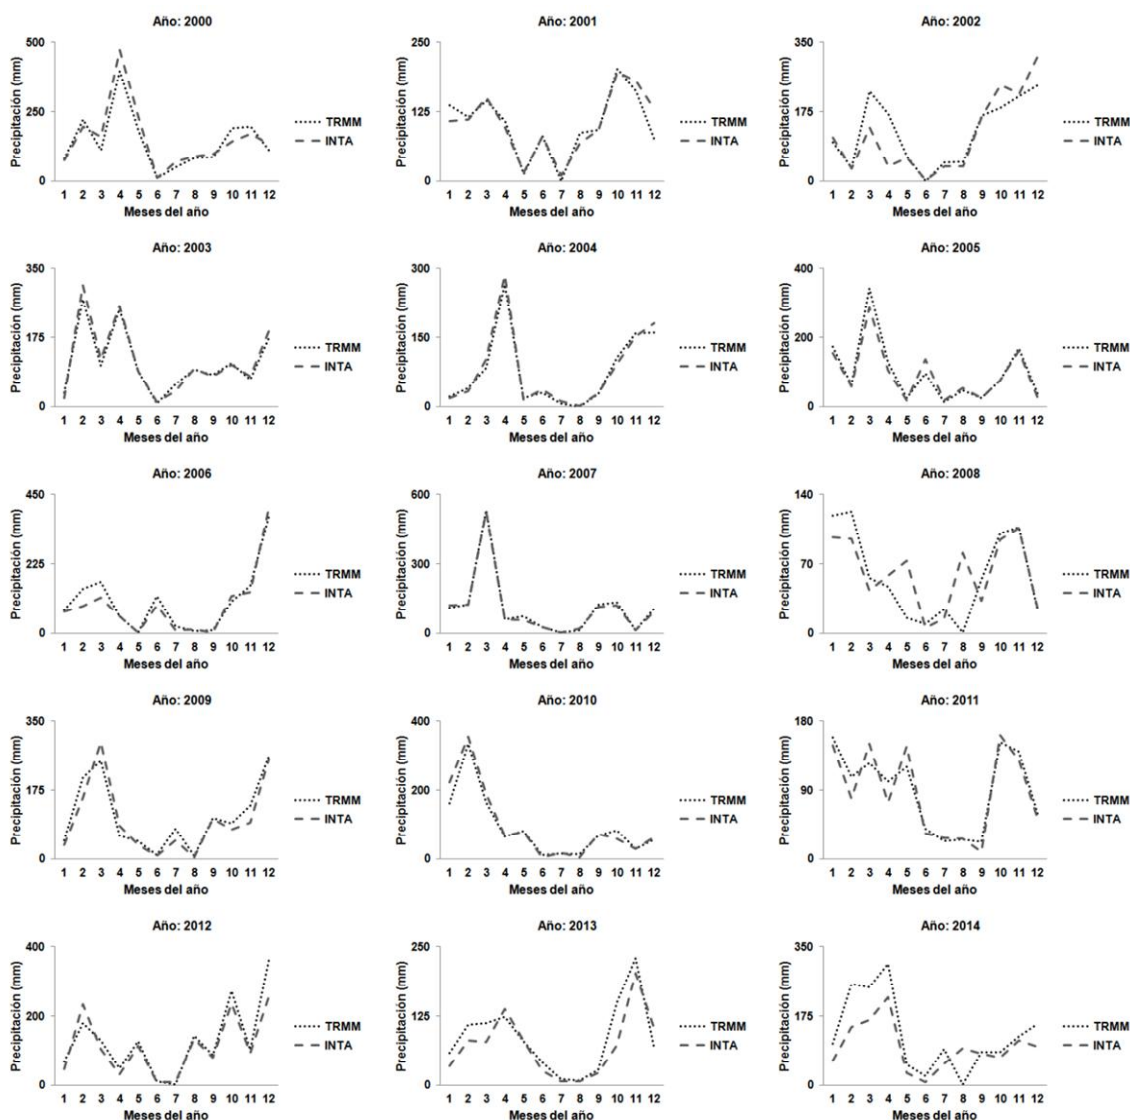 Año: 2000
Precipitación (mm)
500
250
0
1 2 3 4 5 6 7 8 9 10 11 12
Meses del año
TRMM
INTA
Año: 2001
Precipitación (mm)
250
125
0
1 2 3 4 5 6 7 8 9 10 11 12
Meses del año
TRMM
INTA
Año: 2002
Precipitación (mm)
350
175
0
1 2 3 4 5 6 7 8 9 10 11 12
Meses del año
TRMM
INTA
Año: 2003
Precipitación (mm)
350
175
0
1 2 3 4 5 6 7 8 9 10 11 12
Meses del año
TRMM
INTA
Año: 2004
Precipitación (mm)
300
150
0
1 2 3 4 5 6 7 8 9 10 11 12
Meses del año
TRMM
INTA
Año: 2005
Precipitación (mm)
400
200
0
1 2 3 4 5 6 7 8 9 10 11 12
Meses del año
TRMM
INTA
Año: 2006
Precipitación (mm)
450
225
0
1 2 3 4 5 6 7 8 9 10 11 12
Meses del año
TRMM
INTA
Año: 2007
Precipitación (mm)
600
300
0
1 2 3 4 5 6 7 8 9 10 11 12
Meses del año
TRMM
INTA
Año: 2008
Precipitación (mm)
140
70
0
1 2 3 4 5 6 7 8 9 10 11 12
Meses del año
TRMM
INTA
Año: 2009
Precipitación (mm)
350
175
0
1 2 3 4 5 6 7 8 9 10 11 12
Meses del año
TRMM
INTA
Año: 2010
Precipitación (mm)
400
200
0
1 2 3 4 5 6 7 8 9 10 11 12
Meses del año
TRMM
INTA
Año: 2011
Precipitación (mm)
180
90
0
1 2 3 4 5 6 7 8 9 10 11 12
Meses del año
TRMM
INTA
Año: 2012
Precipitación (mm)
400
200
0
1 2 3 4 5 6 7 8 9 10 11 12
Meses del año
TRMM
INTA
Año: 2013
Precipitación (mm)
250
125
0
1 2 3 4 5 6 7 8 9 10 11 12
Meses del año
TRMM
INTA
Año: 2014
Precipitación (mm)
350
175
0
1 2 3 4 5 6 7 8 9 10 11 12
Meses del año
TRMM
INTA